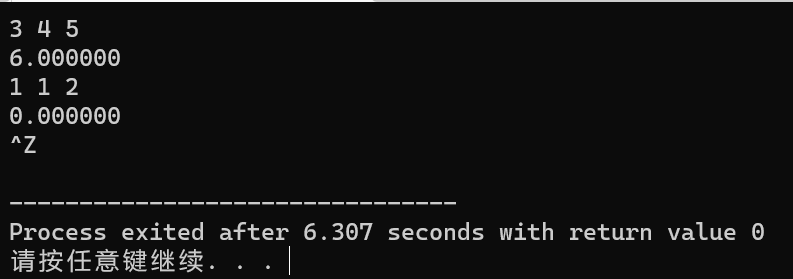 3 4 5
6.000000
1 1 2
0.000000
^Z
--------------------------------
Process exited after 6.307 seconds with return value 0
请按任意键继续. . .